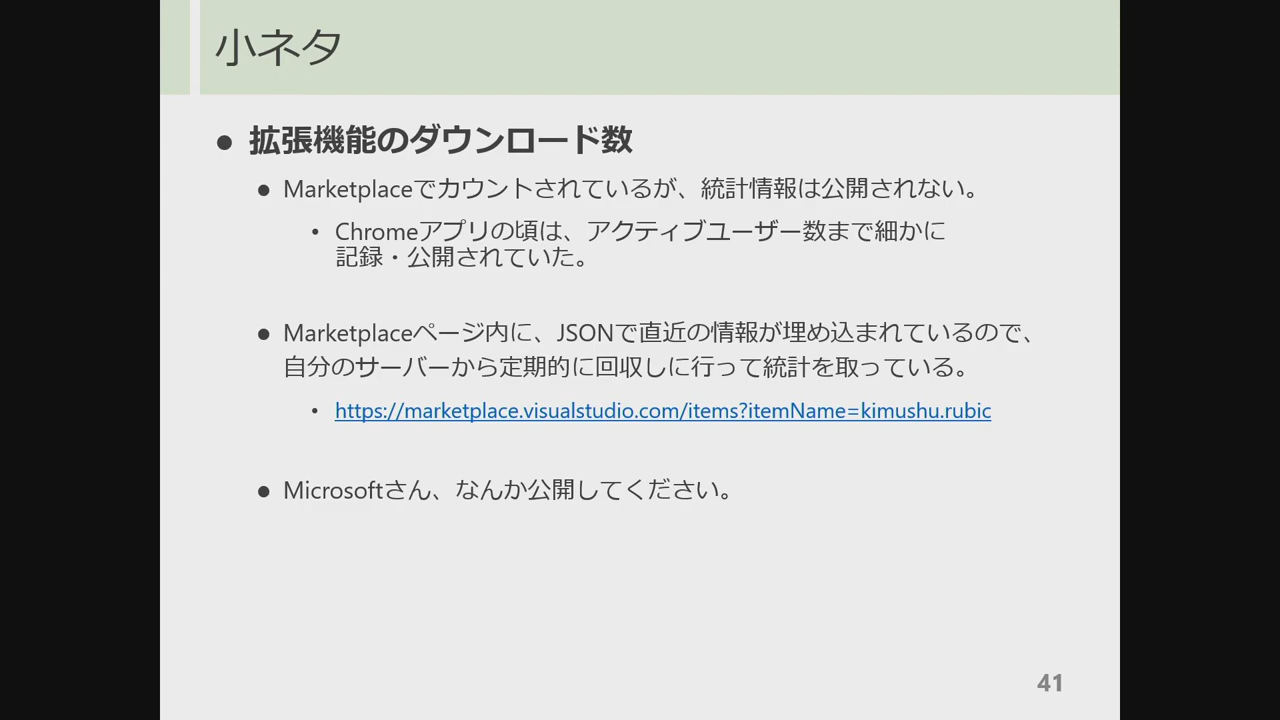 小ネタ
● 拡張機能のダウンロード数
● Marketplaceでカウントされているが、統計情報は公開されない。
• Chromeアプリの頃は、アクティブユーザー数まで細かに
記録・公開されていた。
● Marketplaceページ内に、JSONで直近の情報が埋め込まれているので、
自分のサーバーから定期的に回収しに行って統計を取っている。
• https://marketplace.visualstudio.com/items?itemName=kimushu.rubic
● Microsoftさん、なんか公開してください。
41